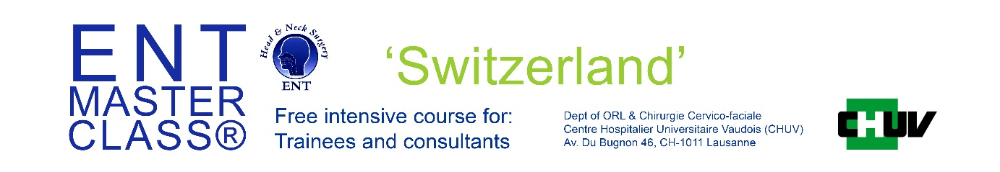 ENT
MASTER
CLASS®
Head & Neck Surgery
ENT
‘Switzerland’
Free intensive course for:
Trainees and consultants
Dept of ORL & Chirurgie Cervico-faciale
Centre Hospitalier Universitaire Vaudois (CHUV)
Av. Du Bugnon 46, CH-1011 Lausanne
CHUV